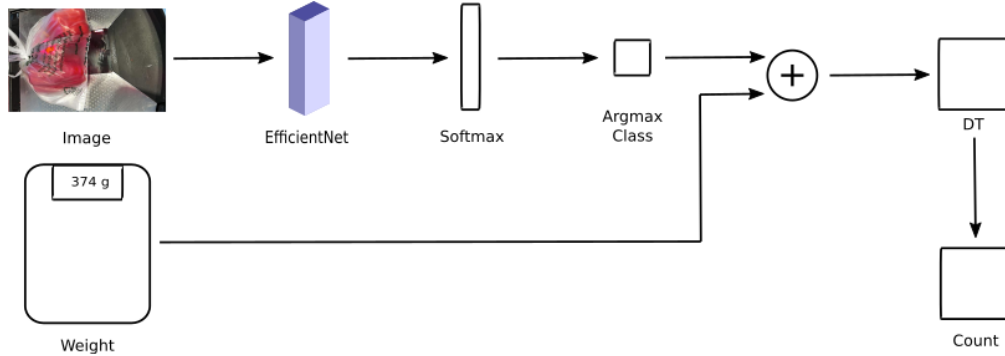 Image
EfficientNet
Softmax
Argmax
Class
DT
374 g
Weight
Count